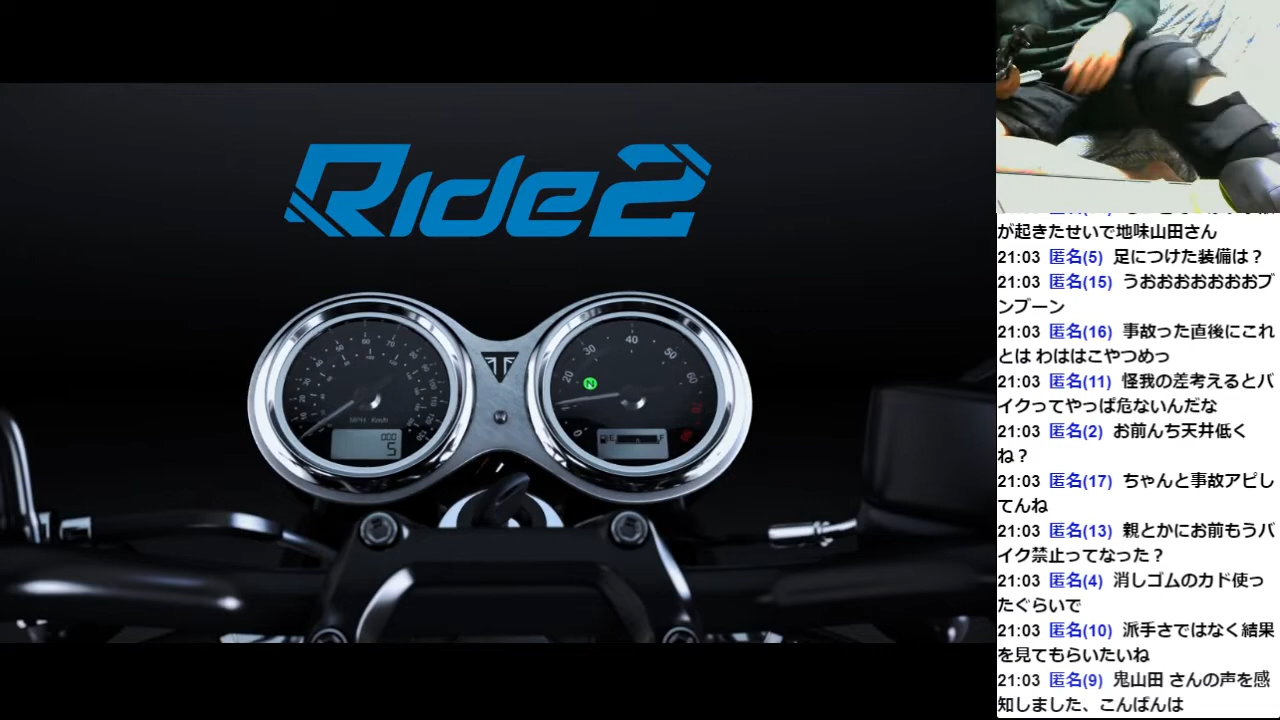 Ride2
MPH Km/h
000
5
20
30
40
50
60
70
0
N
E F
が起きたせいで地味山田さん
21:03 匿名(5) 足につけた装備は？
21:03 匿名(15) うおおおおおおおブ
ンブーン
21:03 匿名(16) 事故った直後にこれ
とは わははこやつめっ
21:03 匿名(11) 怪我の差考えるとバ
イクってやっぱ危ないんだな
21:03 匿名(2) お前んち天井低く
ね？
21:03 匿名(17) ちゃんと事故アピし
てんね
21:03 匿名(13) 親とかにお前もうバ
イク禁止ってなった？
21:03 匿名(4) 消しゴムのカド使っ
たぐらいで
21:03 匿名(10) 派手さではなく結果
を見てもらいたいね
21:03 匿名(9) 鬼山田 さんの声を感
知しました、こんばんは